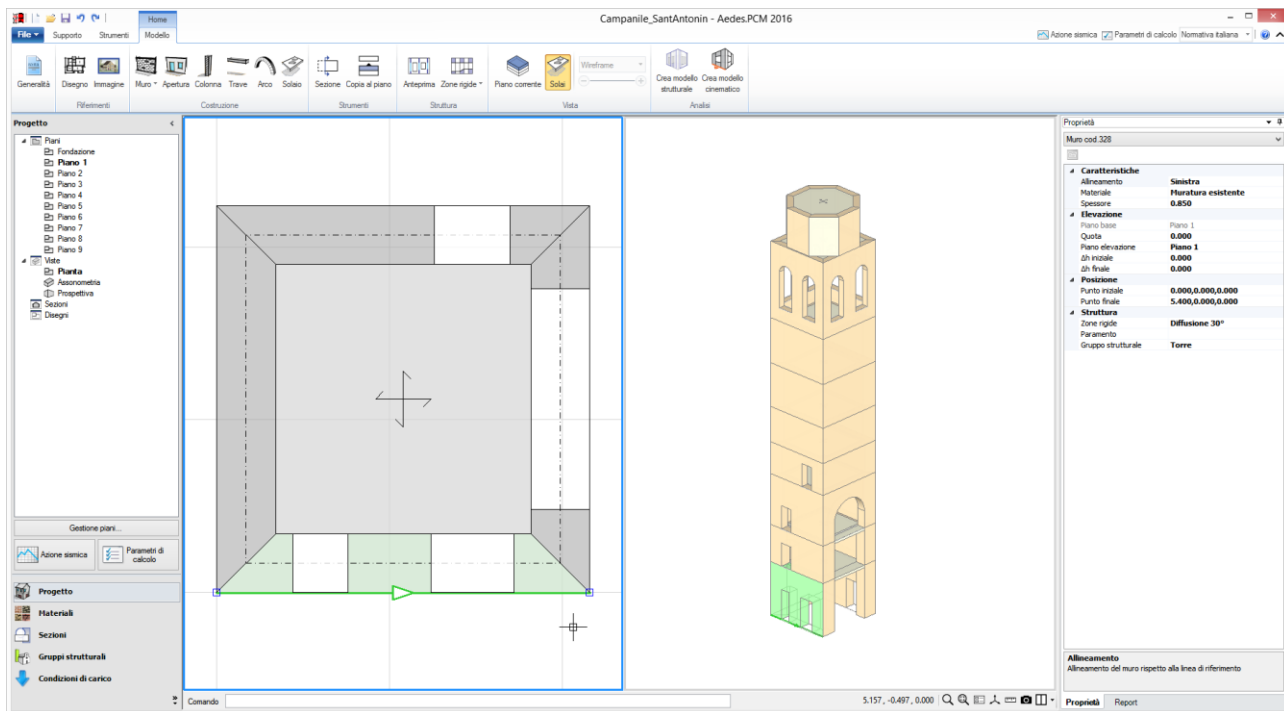 Campanile_SantAntonin - Aedes.PCM 2016
File Supporto Strumenti Home Modello
Azione sismica Parametri di calcolo Normativa italiana
Generalità Disegno Immagine Muro Apertura Colonna Trave Arco Solaio Sezione Copia al piano Anteprima Zone rigide Piano corrente Solai Wireframe Crea modello strutturale Crea modello cinematico
Riferimenti Costruzione Strumenti Struttura Vista Analisi
Progetto
Piani
Fondazione
Piano 1
Piano 2
Piano 3
Piano 4
Piano 5
Piano 6
Piano 7
Piano 8
Piano 9
Viste
Pianta
Assonometria
Prospettiva
Sezioni
Disegni
Gestione piani...
Azione sismica
Parametri di calcolo
Progetto
Materiali
Sezioni
Gruppi strutturali
Condizioni di carico
Comando
5.157, -0.497, 0.000
Proprietà
Muro cod.328
Caratteristiche
Allineamento Sinistra
Materiale Muratura esistente
Spessore 0.850
Elevazione
Piano base Piano 1
Quota 0.000
Piano elevazione Piano 1
Δh iniziale 0.000
Δh finale 0.000
Posizione
Punto iniziale 0.000,0.000,0.000
Punto finale 5.400,0.000,0.000
Struttura
Zone rigide Diffusione 30°
Paramento
Gruppo strutturale Torre
Allineamento
Allineamento del muro rispetto alla linea di riferimento
Proprietà Report